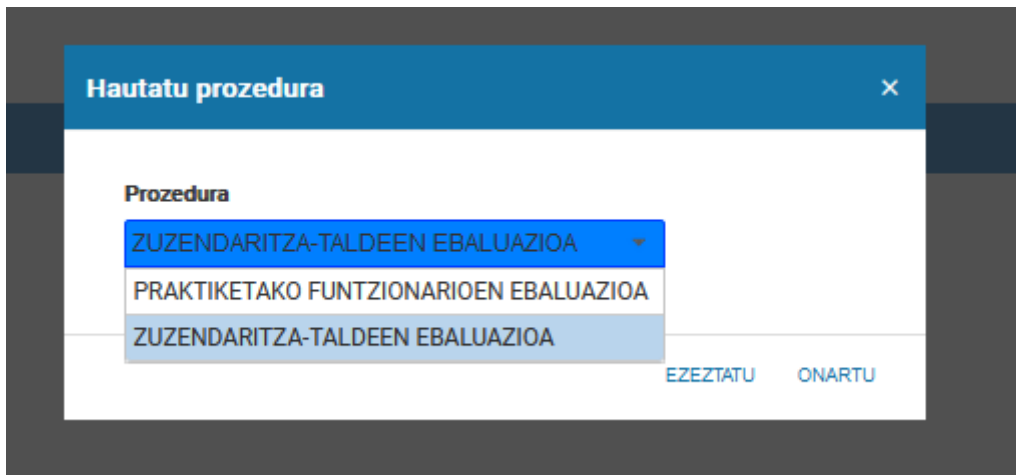 Hautatu prozedura ×
Prozedura
ZUZENDARITZA-TALDEEN EBALUAZIOA
PRAKTIKETAKO FUNTZIONARIOEN EBALUAZIOA
ZUZENDARITZA-TALDEEN EBALUAZIOA
EZEZTATU ONARTU